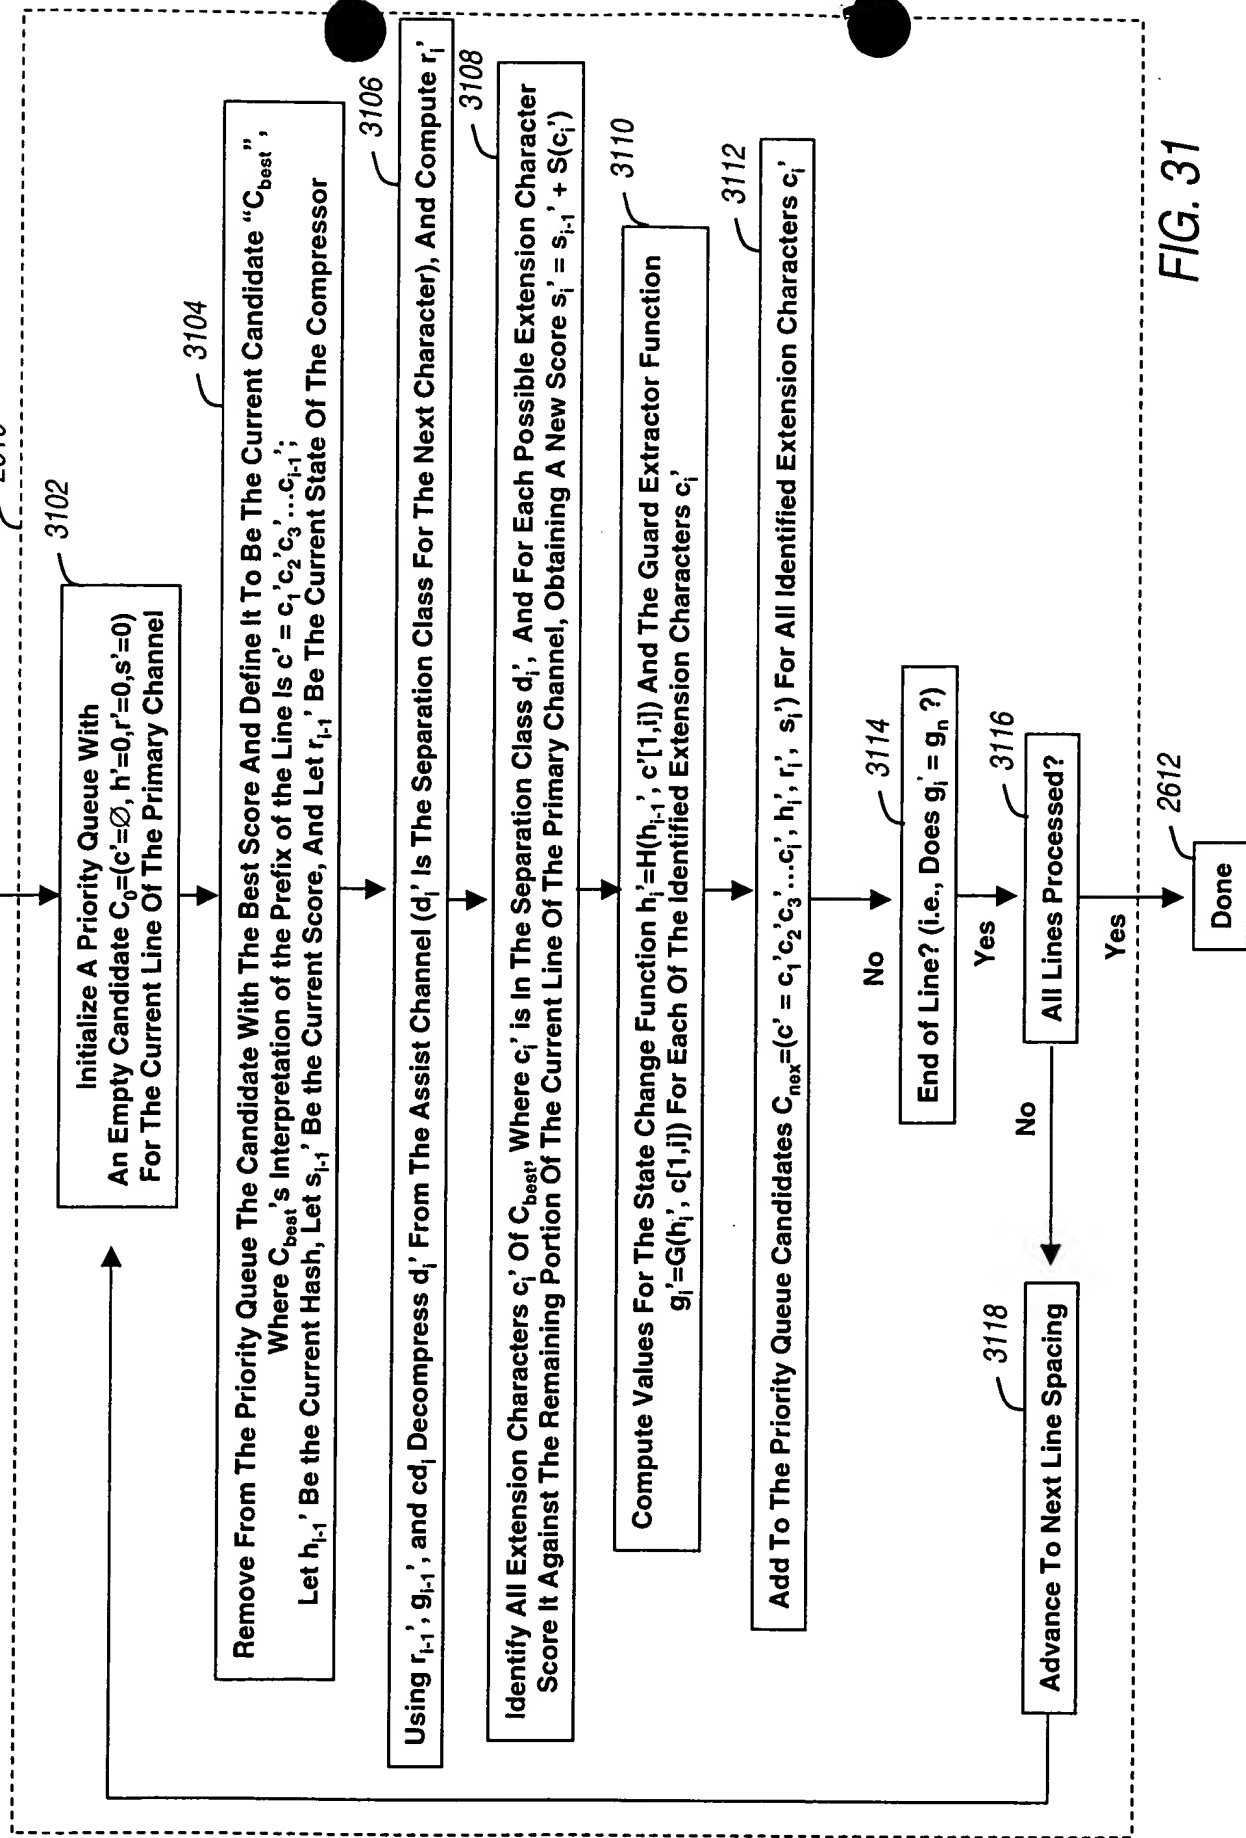 3102
Initialize A Priority Queue With
An Empty Candidate C₀=(c'=∅, h'=0,r'=0,s'=0)
For The Current Line Of The Primary Channel
3104
Remove From The Priority Queue The Candidate With The Best Score And Define It To Be The Current Candidate “C_best”,
Where C_best's Interpretation of the Prefix of the Line Is c' = c₁'c₂'c₃'...c_i-1';
Let h_i-1' Be the Current Hash, Let s_i-1' Be the Current Score, And Let r_i-1' Be The Current State Of The Compressor
3106
Using r_i-1', g_i-1', and cd_i Decompress d_i' From The Assist Channel (d_i' Is The Separation Class For The Next Character), And Compute r_i'
3108
Identify All Extension Characters c_i' Of C_best, Where c_i' is In The Separation Class d_i', And For Each Possible Extension Character
Score It Against The Remaining Portion Of The Current Line Of The Primary Channel, Obtaining A New Score s_i' = s_i-1' + S(c_i')
3110
Compute Values For The State Change Function h_i'=H(h_i-1', c'[1,i]) And The Guard Extractor Function
g_i'=G(h_i', c[1,i]) For Each Of The Identified Extension Characters c_i'
3112
Add To The Priority Queue Candidates C_nex=(c' = c₁'c₂'c₃'...c_i', h_i', r_i', s_i') For All Identified Extension Characters c_i'
No
3114
End of Line? (i.e., Does g_i' = g_n ?)
Yes
3116
All Lines Processed?
No
3118
Advance To Next Line Spacing
Yes
2612
Done
FIG. 31